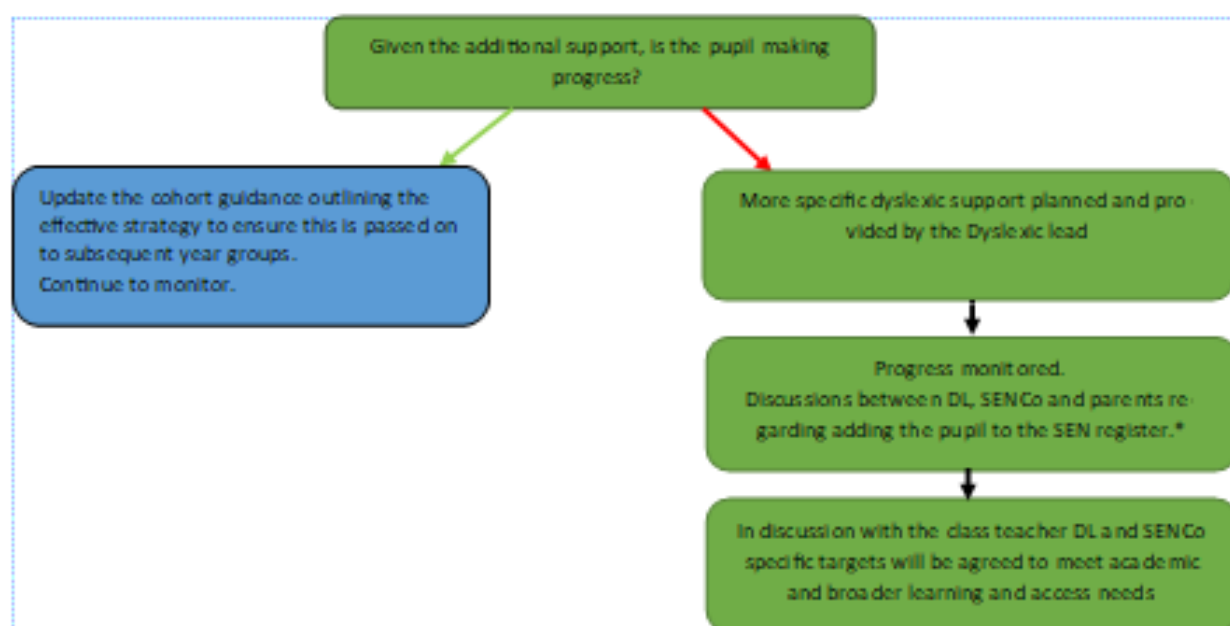 Given the additional support, is the pupil making
progress?
Update the cohort guidance outlining the
effective strategy to ensure this is passed on
to subsequent year groups.
Continue to monitor.
More specific dyslexic support planned and pro-
vided by the Dyslexic lead
Progress monitored.
Discussions between DL, SENCo and parents re-
garding adding the pupil to the SEN register.*
In discussion with the class teacher DL and SENCo
specific targets will be agreed to meet academic
and broader learning and access needs